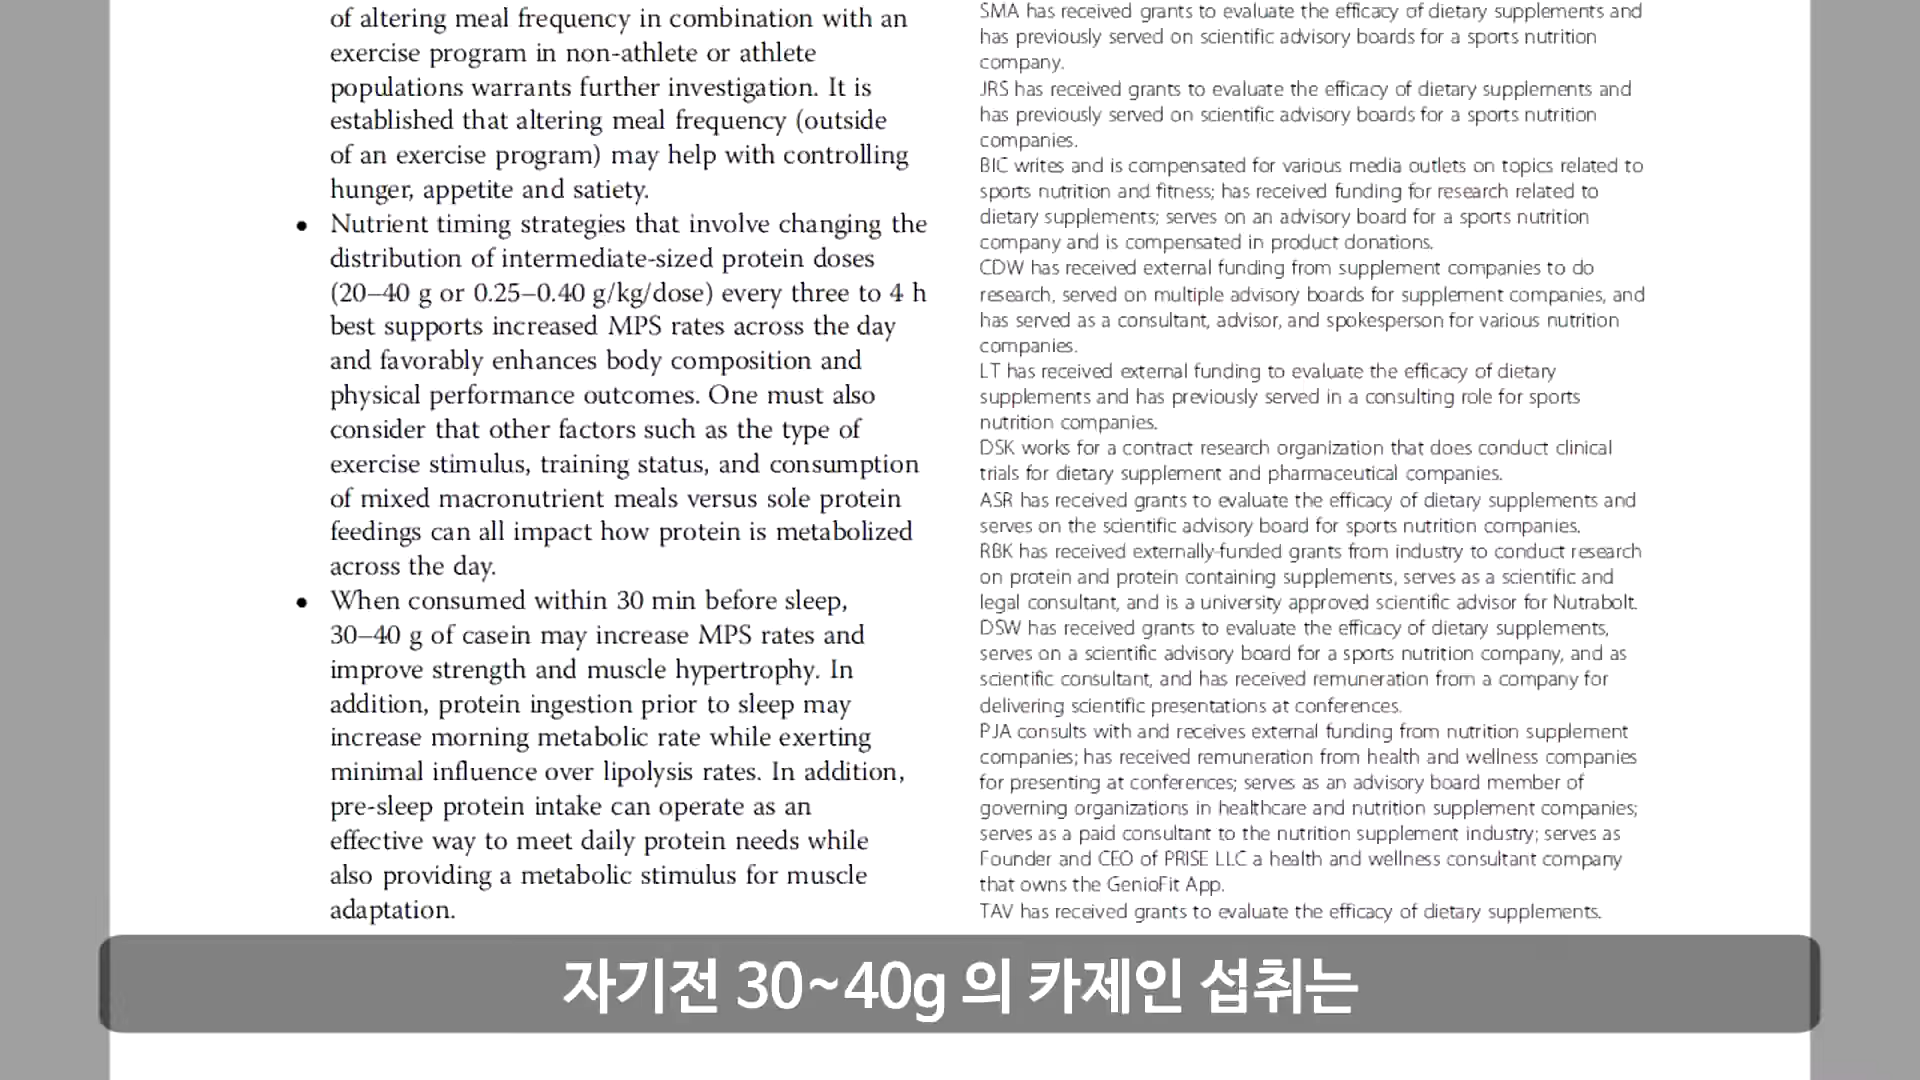 of altering meal frequency in combination with an
exercise program in non-athlete or athlete
populations warrants further investigation. It is
established that altering meal frequency (outside
of an exercise program) may help with controlling
hunger, appetite and satiety.
• Nutrient timing strategies that involve changing the
distribution of intermediate-sized protein doses
(20–40 g or 0.25–0.40 g/kg/dose) every three to 4 h
best supports increased MPS rates across the day
and favorably enhances body composition and
physical performance outcomes. One must also
consider that other factors such as the type of
exercise stimulus, training status, and consumption
of mixed macronutrient meals versus sole protein
feedings can all impact how protein is metabolized
across the day.
• When consumed within 30 min before sleep,
30–40 g of casein may increase MPS rates and
improve strength and muscle hypertrophy. In
addition, protein ingestion prior to sleep may
increase morning metabolic rate while exerting
minimal influence over lipolysis rates. In addition,
pre-sleep protein intake can operate as an
effective way to meet daily protein needs while
also providing a metabolic stimulus for muscle
adaptation.
SMA has received grants to evaluate the efficacy of dietary supplements and
has previously served on scientific advisory boards for a sports nutrition
company.
JRS has received grants to evaluate the efficacy of dietary supplements and
has previously served on scientific advisory boards for a sports nutrition
companies.
BIC writes and is compensated for various media outlets on topics related to
sports nutrition and fitness; has received funding for research related to
dietary supplements; serves on an advisory board for a sports nutrition
company and is compensated in product donations.
CDW has received external funding from supplement companies to do
research, served on multiple advisory boards for supplement companies, and
has served as a consultant, advisor, and spokesperson for various nutrition
companies.
LT has received external funding to evaluate the efficacy of dietary
supplements and has previously served in a consulting role for sports
nutrition companies.
DSK works for a contract research organization that does conduct clinical
trials for dietary supplement and pharmaceutical companies.
ASR has received grants to evaluate the efficacy of dietary supplements and
serves on the scientific advisory board for sports nutrition companies.
RBK has received externally-funded grants from industry to conduct research
on protein and protein containing supplements, serves as a scientific and
legal consultant, and is a university approved scientific advisor for Nutrabolt.
DSW has received grants to evaluate the efficacy of dietary supplements,
serves on a scientific advisory board for a sports nutrition company, and as
scientific consultant, and has received remuneration from a company for
delivering scientific presentations at conferences.
PJA consults with and receives external funding from nutrition supplement
companies; has received remuneration from health and wellness companies
for presenting at conferences; serves as an advisory board member of
governing organizations in healthcare and nutrition supplement companies;
serves as a paid consultant to the nutrition supplement industry; serves as
Founder and CEO of PRISE LLC a health and wellness consultant company
that owns the GenioFit App.
TAV has received grants to evaluate the efficacy of dietary supplements.
자기전 30~40g 의 카제인 섭취는